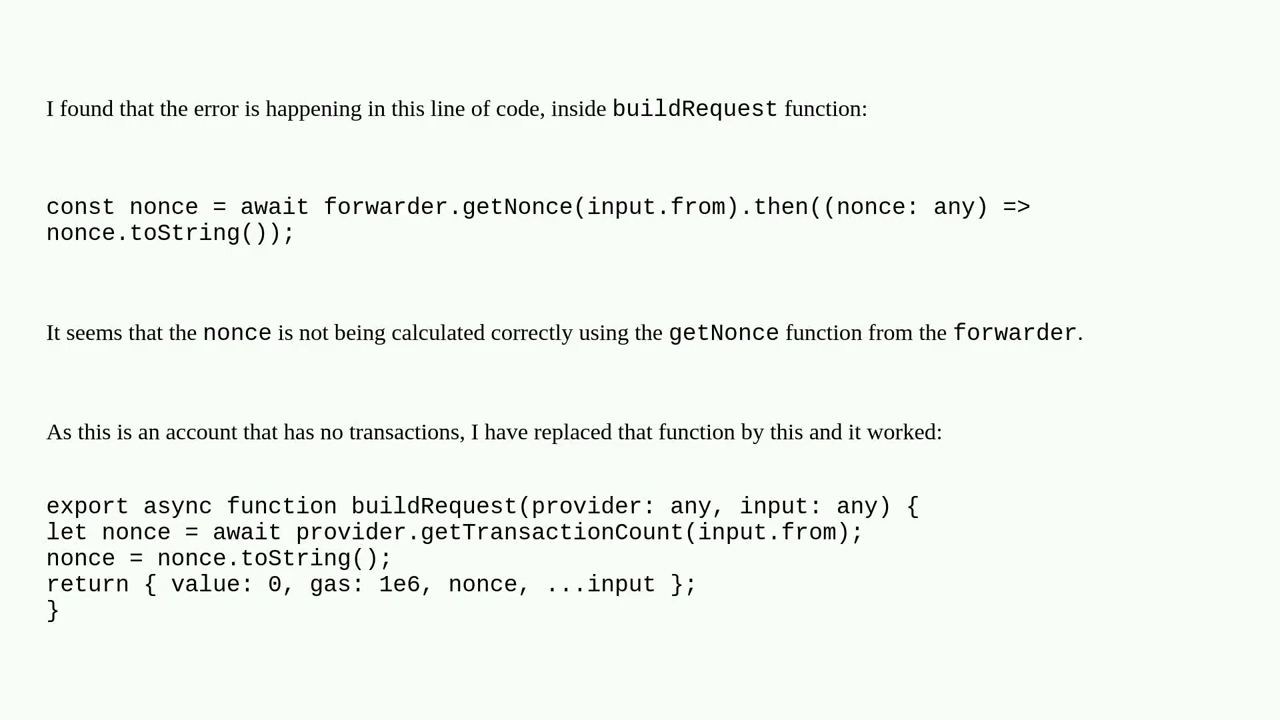 I found that the error is happening in this line of code, inside buildRequest function:
const nonce = await forwarder.getNonce(input.from).then((nonce: any) =>
nonce.toString());
It seems that the nonce is not being calculated correctly using the getNonce function from the forwarder.
As this is an account that has no transactions, I have replaced that function by this and it worked:
export async function buildRequest(provider: any, input: any) {
let nonce = await provider.getTransactionCount(input.from);
nonce = nonce.toString();
return { value: 0, gas: 1e6, nonce, ...input };
}